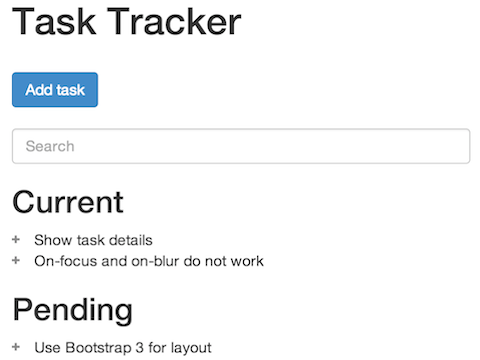 Task Tracker
Add task
Search
Current
+ Show task details
+ On-focus and on-blur do not work
Pending
+ Use Bootstrap 3 for layout